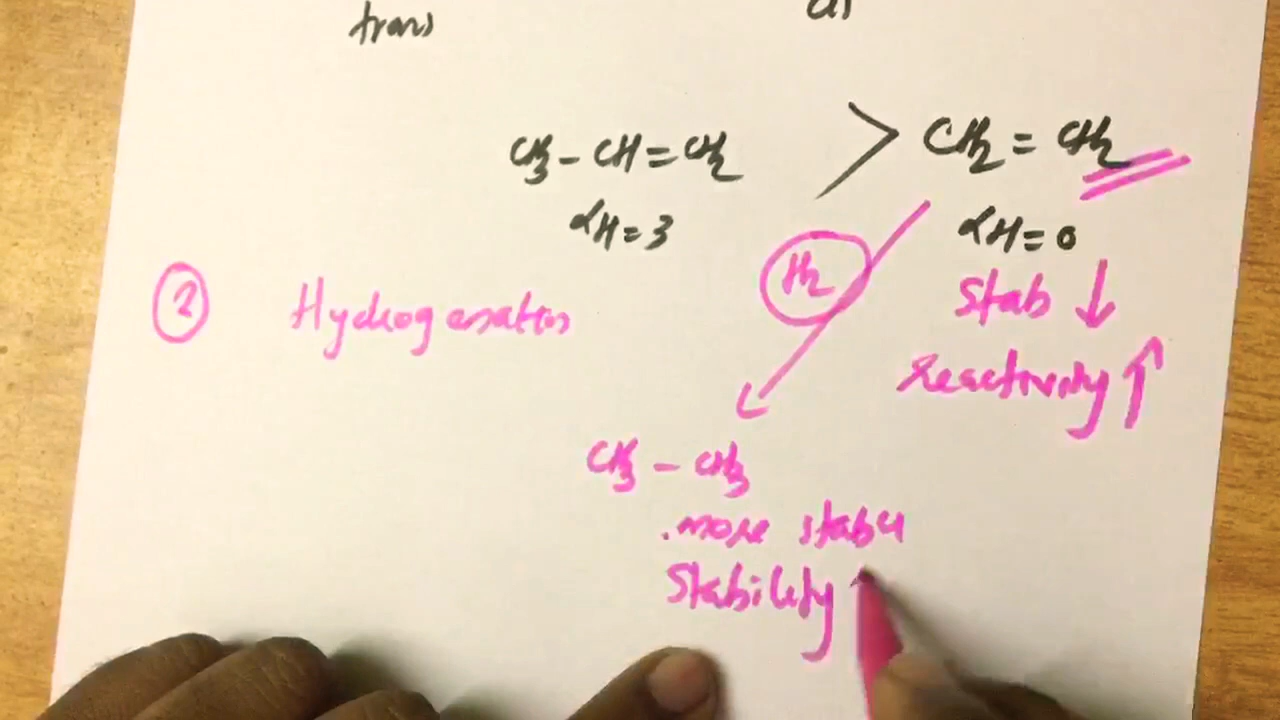 trans
cis
CH3 - CH = CH2 > CH2 = CH2
αH = 3
αH = 0
H2
Stab ↓
② Hydrogenation
reactivity ↑
CH3 - CH3
. more stable
Stability ↑